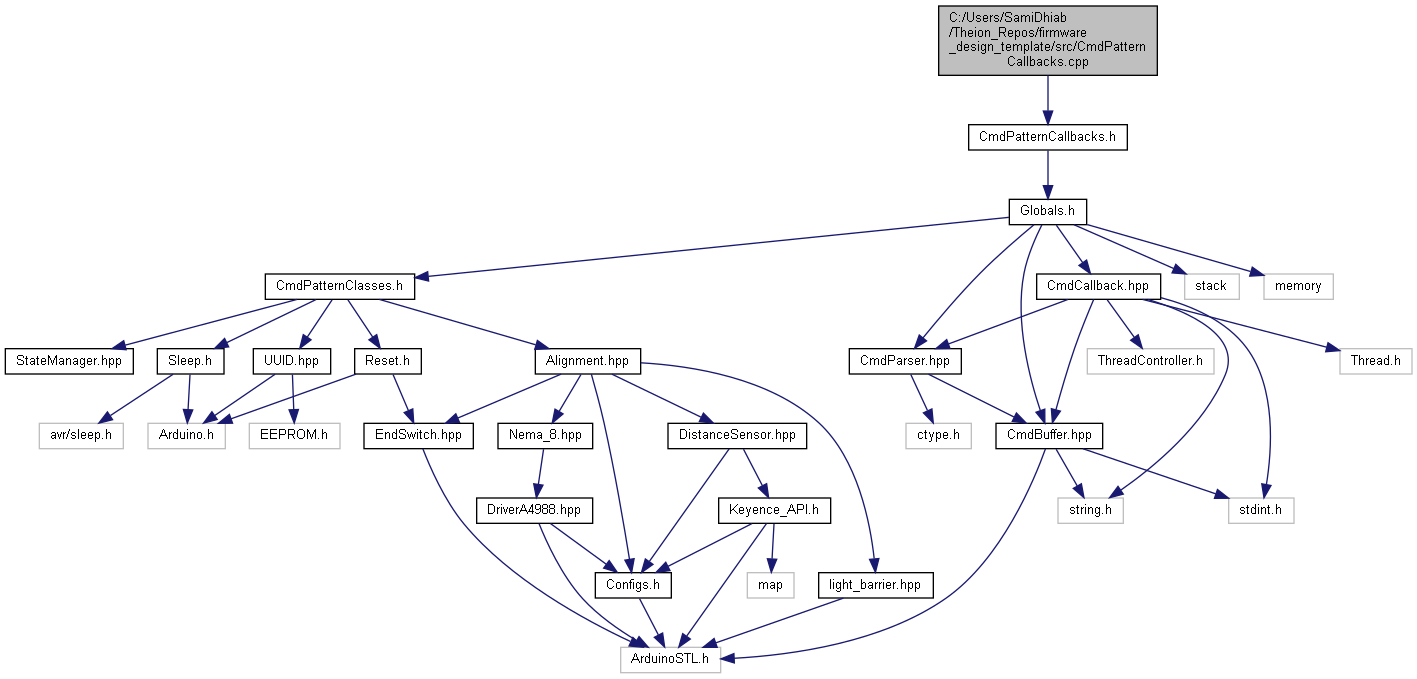 C:/Users/SamiDhiab
/Theion_Repos/firmware
_design_template/src/CmdPattern
Callbacks.cpp
CmdPatternCallbacks.h
Globals.h
CmdPatternClasses.h
CmdCallback.hpp
stack
memory
StateManager.hpp
Sleep.h
UUID.hpp
Reset.h
Alignment.hpp
CmdParser.hpp
ThreadController.h
Thread.h
avr/sleep.h
Arduino.h
EEPROM.h
EndSwitch.hpp
Nema_8.hpp
DistanceSensor.hpp
ctype.h
CmdBuffer.hpp
DriverA4988.hpp
Keyence_API.h
string.h
stdint.h
Configs.h
map
light_barrier.hpp
ArduinoSTL.h